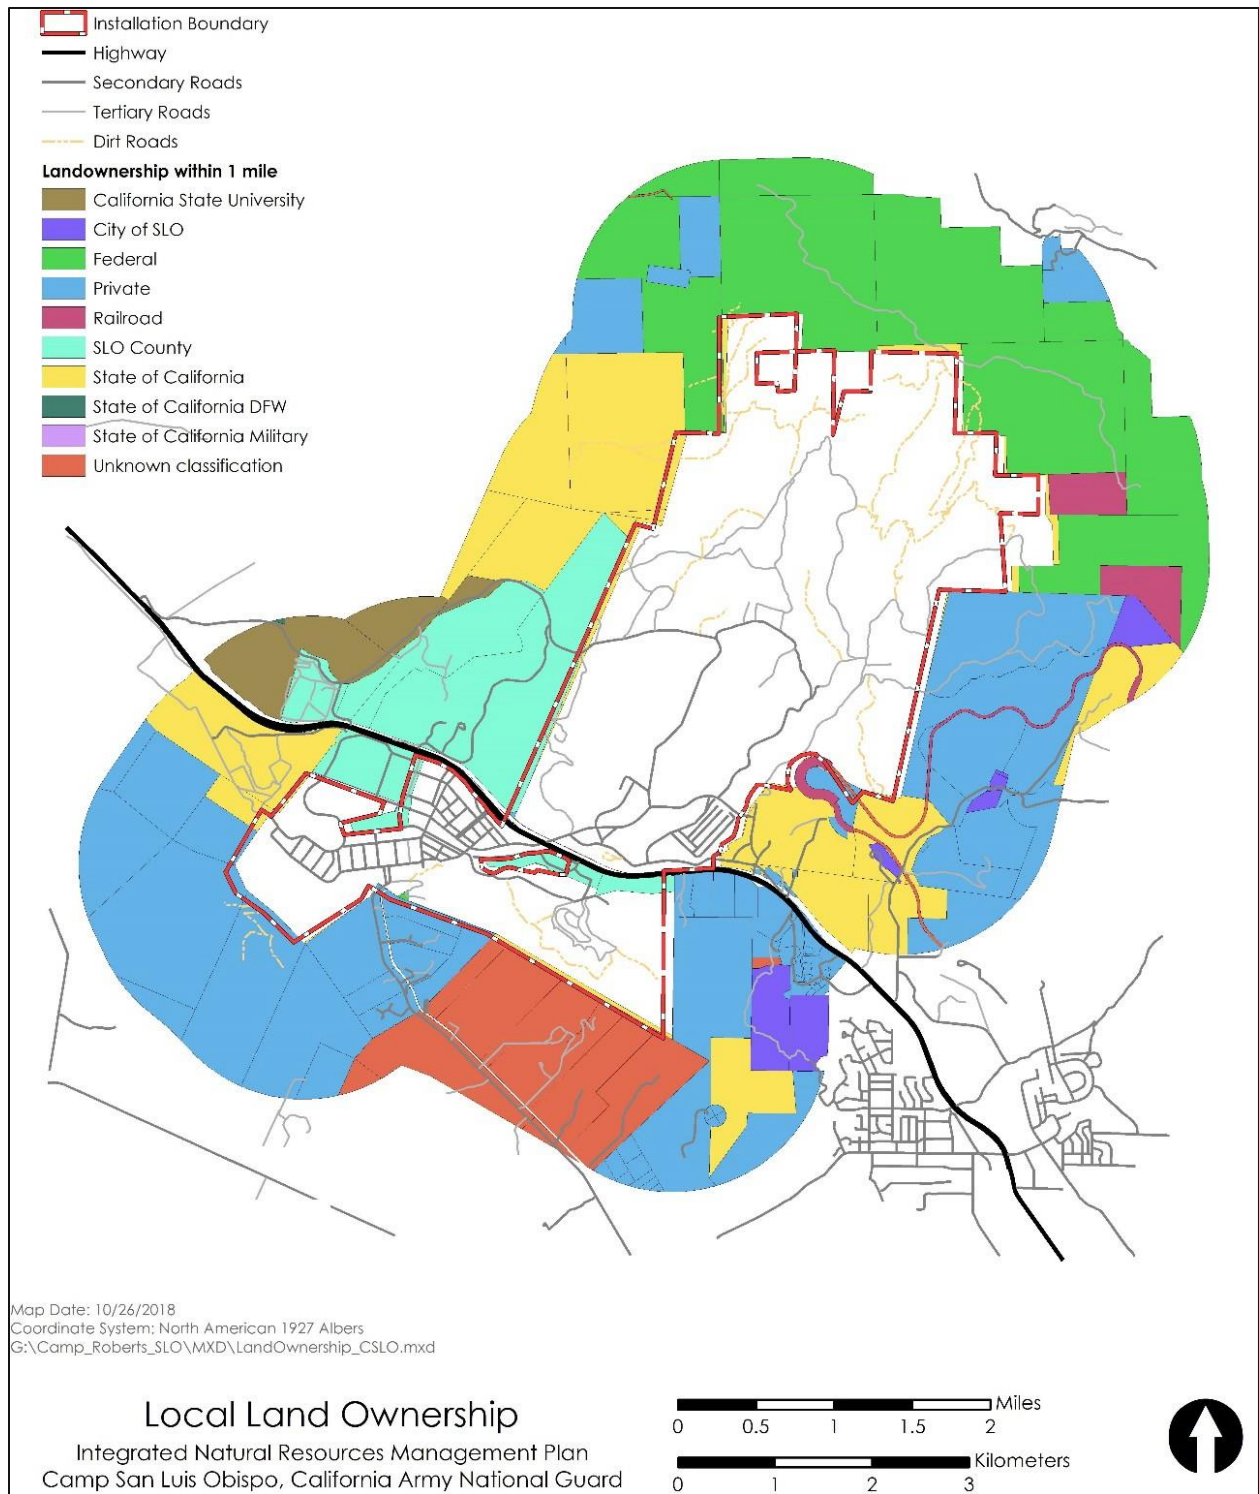 Installation Boundary
Highway
Secondary Roads
Tertiary Roads
Dirt Roads
Landownership within 1 mile
California State University
City of SLO
Federal
Private
Railroad
SLO County
State of California
State of California DFW
State of California Military
Unknown classification
Map Date: 10/26/2018
Coordinate System: North American 1927 Albers
G:\Camp_Roberts_SLO\MXD\LandOwnership_CSLO.mxd
Local Land Ownership
Integrated Natural Resources Management Plan
Camp San Luis Obispo, California Army National Guard
Miles
0 0.5 1 1.5 2
Kilometers
0 1 2 3